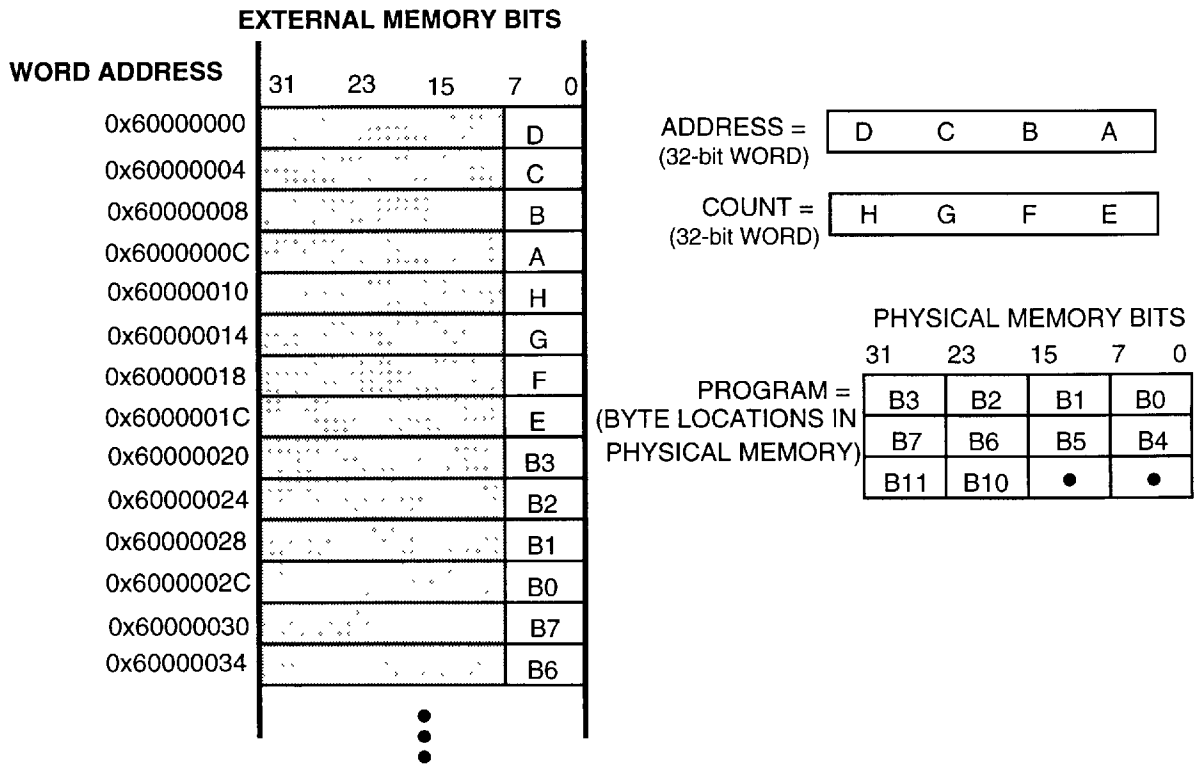 EXTERNAL MEMORY BITS
WORD ADDRESS
31 23 15 7 0
0x60000000 D
0x60000004 C
0x60000008 B
0x6000000C A
0x60000010 H
0x60000014 G
0x60000018 F
0x6000001C E
0x60000020 B3
0x60000024 B2
0x60000028 B1
0x6000002C B0
0x60000030 B7
0x60000034 B6
ADDRESS = D C B A
(32-bit WORD)
COUNT = H G F E
(32-bit WORD)
PHYSICAL MEMORY BITS
31 23 15 7 0
PROGRAM =
(BYTE LOCATIONS IN
PHYSICAL MEMORY)
B3 B2 B1 B0
B7 B6 B5 B4
B11 B10 ● ●